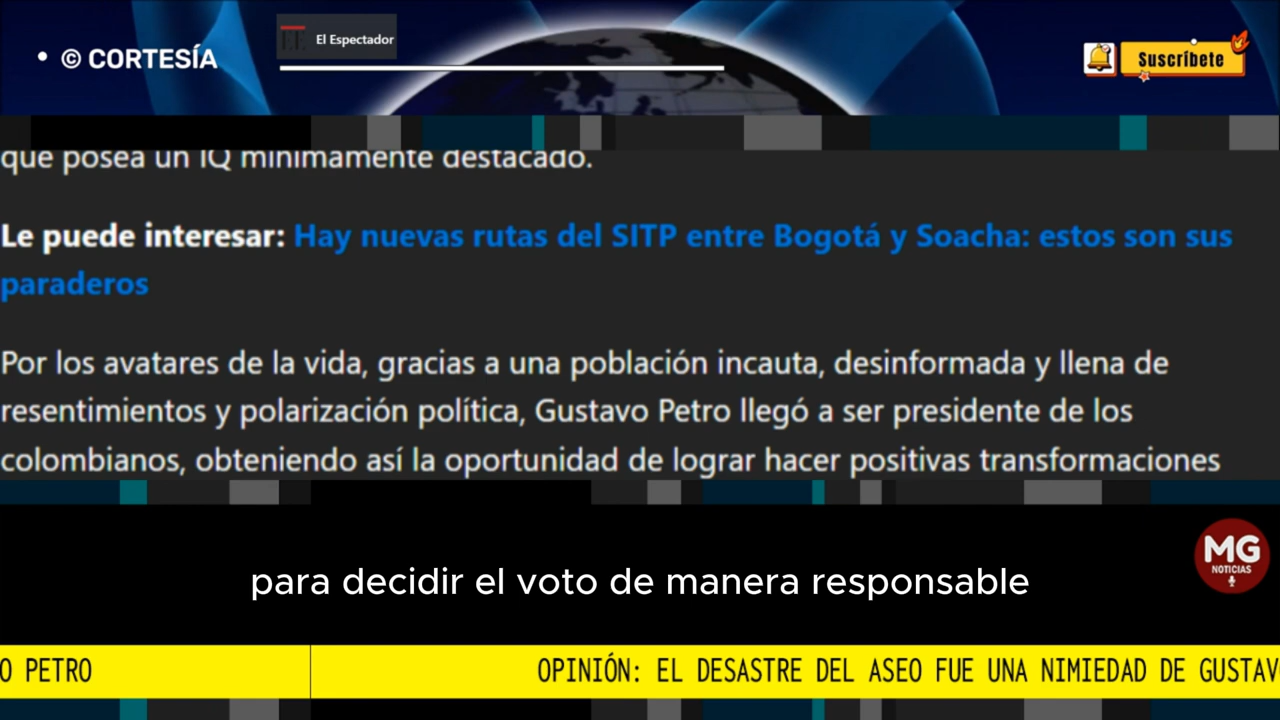 • © CORTESÍA
EE El Espectador
Suscríbete
que posea un IQ mínimamente destacado.
Le puede interesar: Hay nuevas rutas del SITP entre Bogotá y Soacha: estos son sus
paraderos
Por los avatares de la vida, gracias a una población incauta, desinformada y llena de
resentimientos y polarización política, Gustavo Petro llegó a ser presidente de los
colombianos, obteniendo así la oportunidad de lograr hacer positivas transformaciones
MG
NOTICIAS
para decidir el voto de manera responsable
O PETRO
OPINIÓN: EL DESASTRE DEL ASEO FUE UNA NIMIEDAD DE GUSTAV